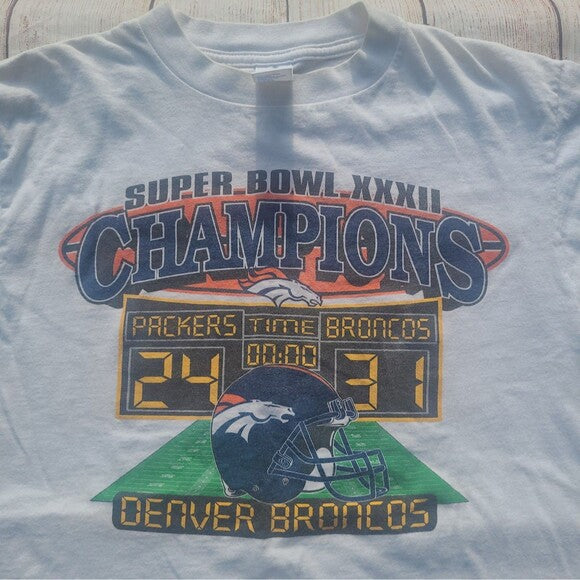 SUPER BOWL XXXII
CHAMPIONS
PACKERS TIME BRONCOS
00:00
24 31
DENVER BRONCOS